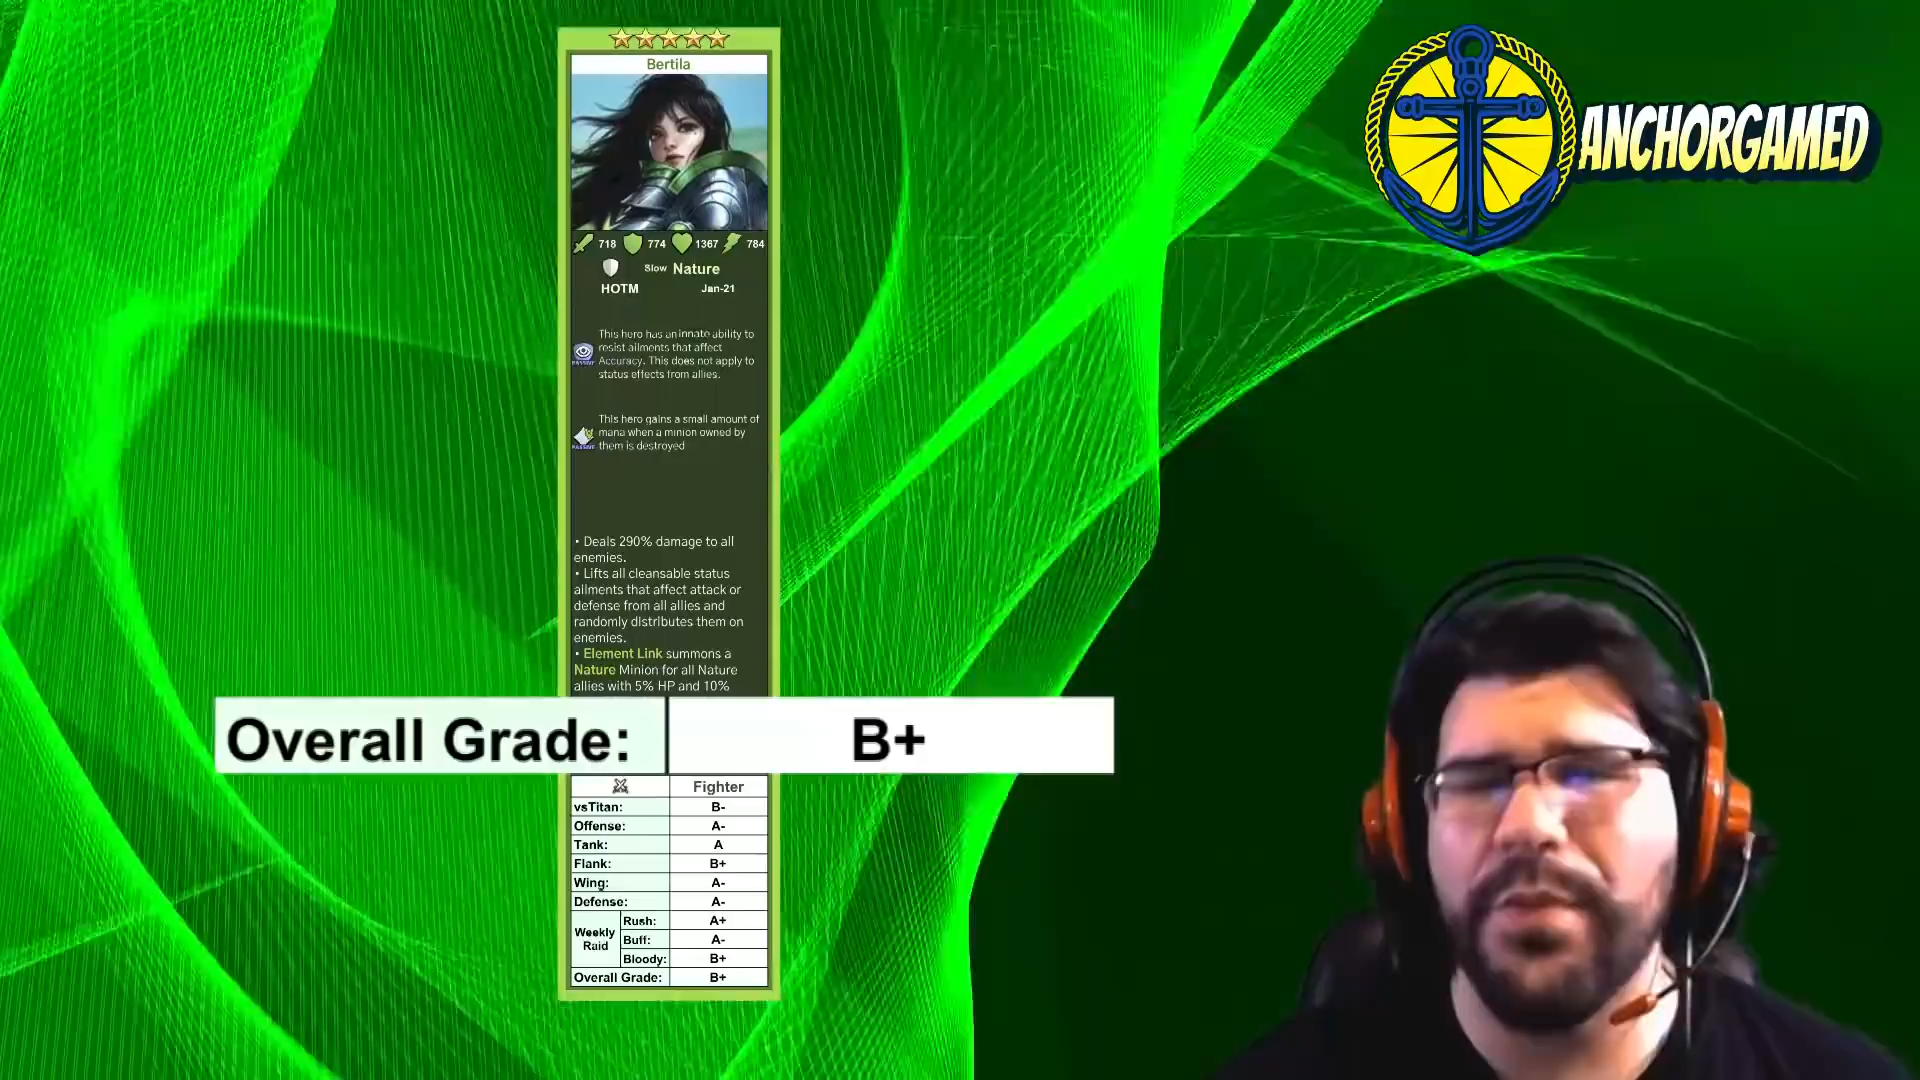 Bertila
ANCHORGAMED
718 774 1367 784
Slow Nature
HOTM Jan-21
This hero has an innate ability to
resist ailments that affect
Accuracy. This does not apply to
status effects from allies.
PASSIVE
This hero gains a small amount of
mana when a minion owned by
them is destroyed
PASSIVE
• Deals 290% damage to all
enemies.
• Lifts all cleansable status
ailments that affect attack or
defense from all allies and
randomly distributes them on
enemies.
• Element Link summons a
Nature Minion for all Nature
allies with 5% HP and 10%
Overall Grade: B+
Fighter
vsTitan: B-
Offense: A-
Tank: A
Flank: B+
Wing: A-
Defense: A-
Weekly Raid
Rush: A+
Buff: A-
Bloody: B+
Overall Grade: B+